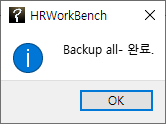 HRWorkBench
Backup all- 완료.
OK